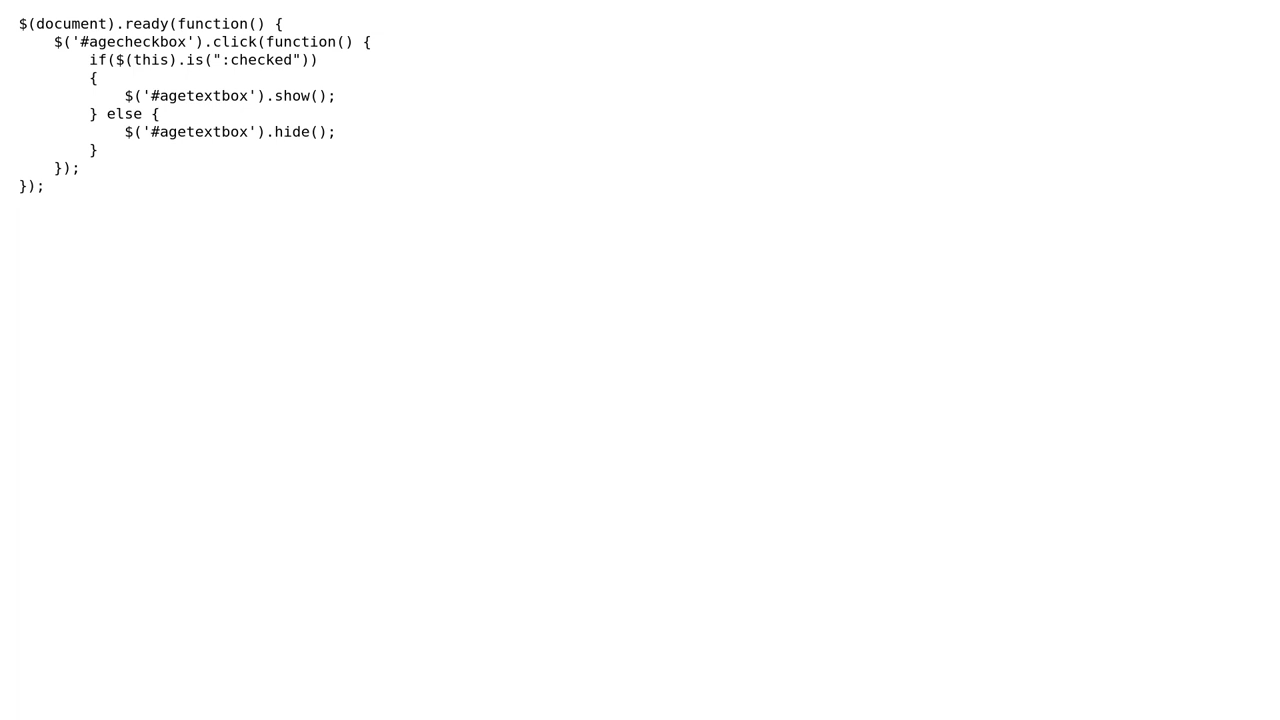 $(document).ready(function() {
    $('#agecheckbox').click(function() {
        if($(this).is(":checked"))
        {
            $('#agetextbox').show();
        } else {
            $('#agetextbox').hide();
        }
    });
});